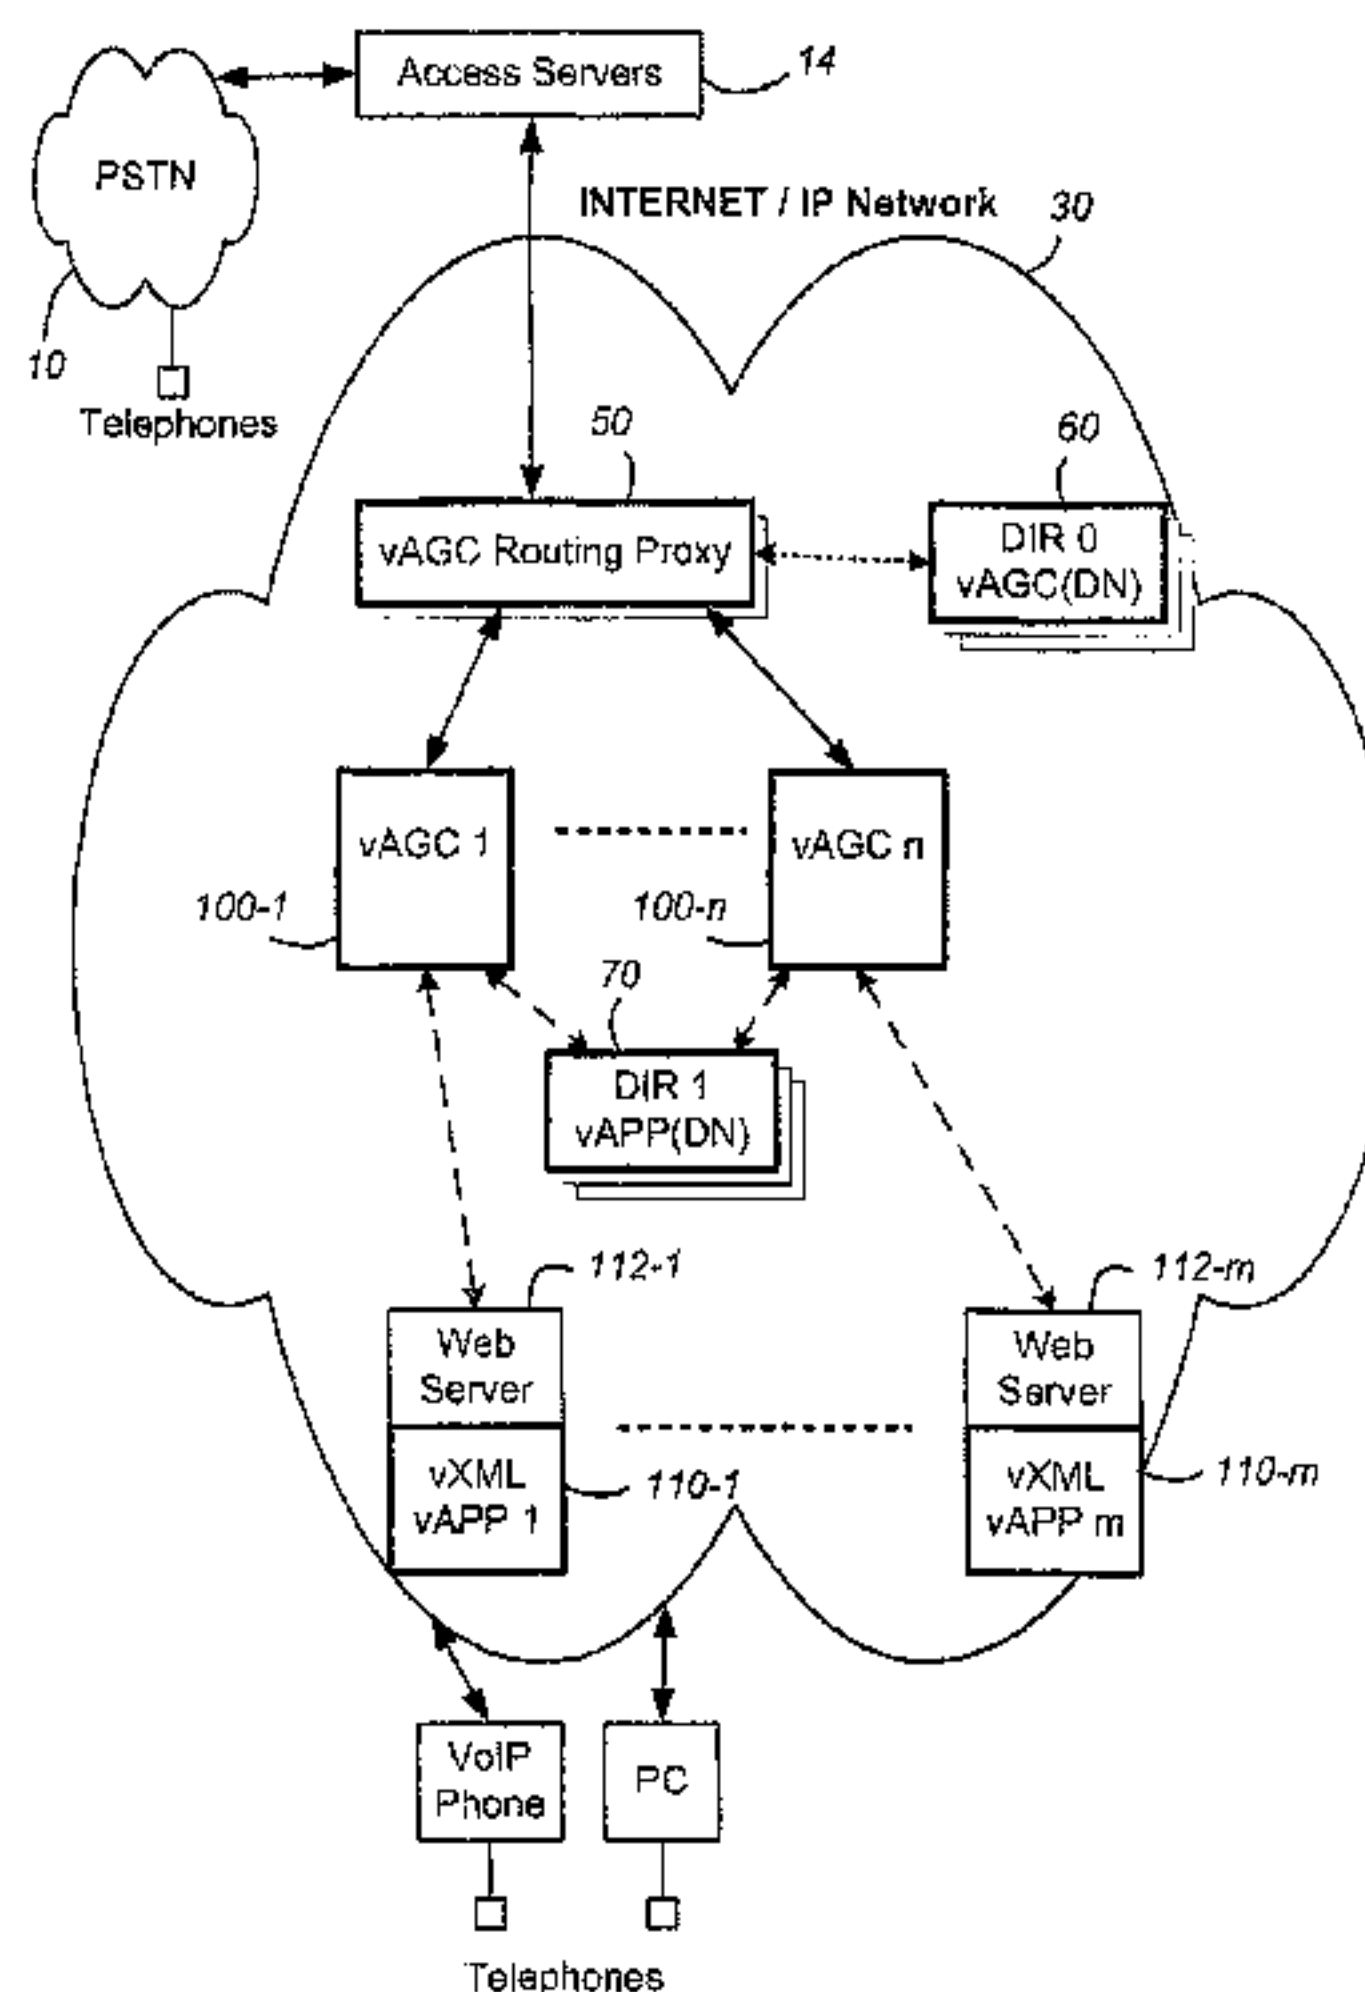 Access Servers
14
PSTN
INTERNET / IP Network
30
10
Telephones
50
60
vAGC Routing Proxy
DIR 0
vAGC(DN)
vAGC 1
vAGC n
100-1
100-n
70
DIR 1
vAPP(DN)
112-1
112-m
Web
Server
Web
Server
vXML
vAPP 1
110-1
vXML
vAPP m
110-m
VoIP
Phone
PC
Telephones